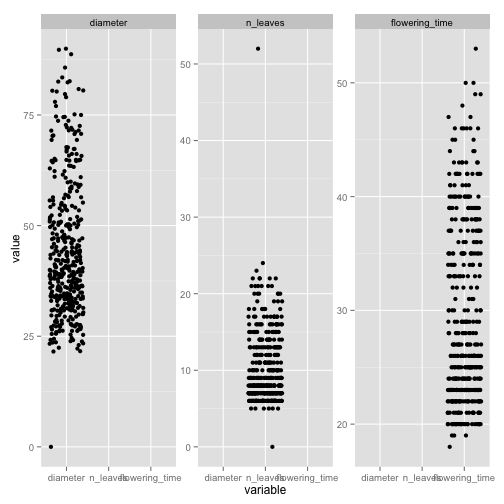 diameter
n_leaves
flowering_time
value
75
50
25
0
50
40
30
20
10
0
50
40
30
20
diameter n_leaves flowering_time
diameter n_leaves flowering_time
diameter n_leaves flowering_time
variable